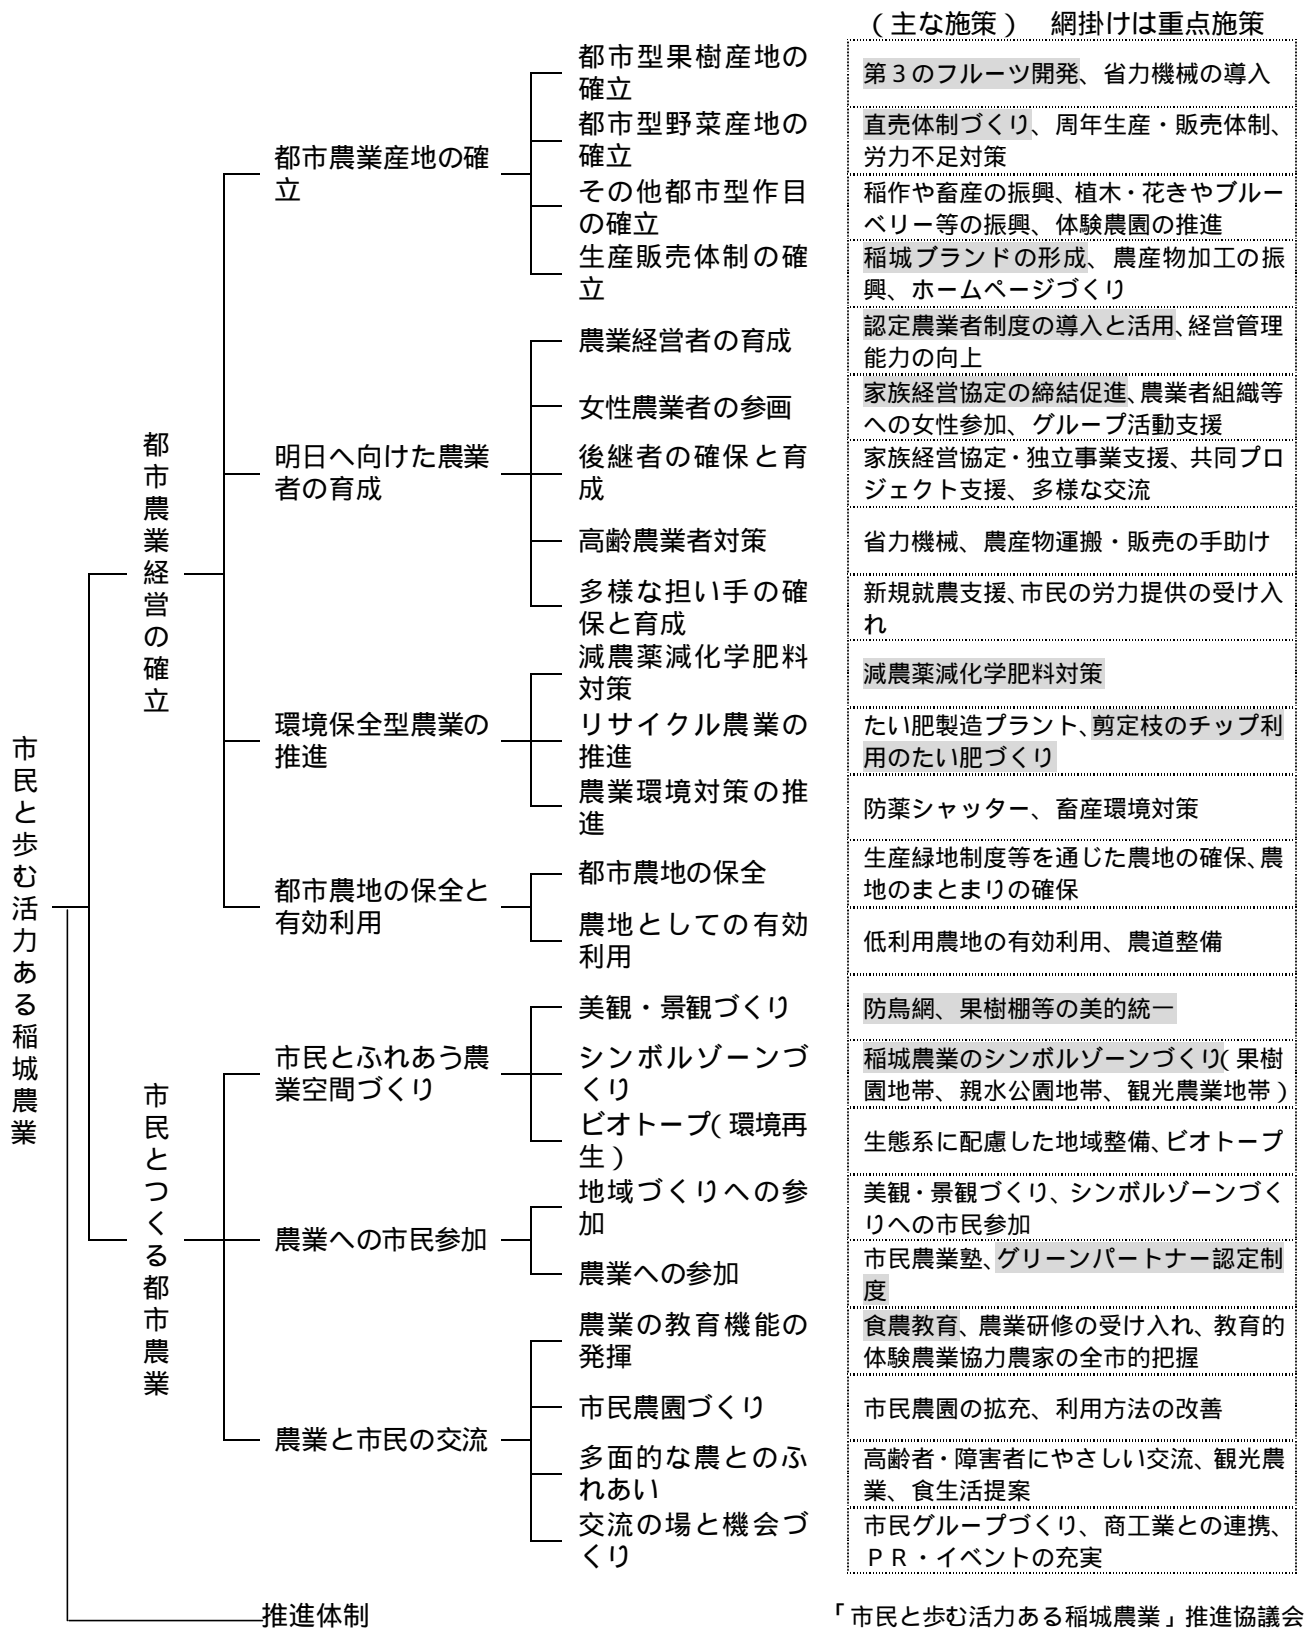 (主な施策) 網掛けは重点施策
市民と歩む活力ある稲城農業
都市農業経営の確立
都市農業産地の確
立
都市型果樹産地の
確立
第3のフルーツ開発、省力機械の導入
都市型野菜産地の
確立
直売体制づくり、周年生産・販売体制、
労力不足対策
その他都市型作目
の確立
稲作や畜産の振興、植木・花きやブルー
ベリー等の振興、体験農園の推進
生産販売体制の確
立
稲城ブランドの形成、農産物加工の振
興、ホームページづくり
明日へ向けた農業
者の育成
農業経営者の育成
認定農業者制度の導入と活用、経営管理
能力の向上
女性農業者の参画
家族経営協定の締結促進、農業者組織等
への女性参加、グループ活動支援
後継者の確保と育
成
家族経営協定・独立事業支援、共同プロ
ジェクト支援、多様な交流
高齢農業者対策
省力機械、農産物運搬・販売の手助け
多様な担い手の確
保と育成
新規就農支援、市民の労力提供の受け入
れ
環境保全型農業の
推進
減農薬減化学肥料
対策
減農薬減化学肥料対策
リサイクル農業の
推進
たい肥製造プラント、剪定枝のチップ利
用のたい肥づくり
農業環境対策の推
進
防薬シャッター、畜産環境対策
都市農地の保全と
有効利用
都市農地の保全
生産緑地制度等を通じた農地の確保、農
地のまとまりの確保
農地としての有効
利用
低利用農地の有効利用、農道整備
市民とつくる都市農業
市民とふれあう農
業空間づくり
美観・景観づくり
防鳥網、果樹棚等の美的統一
シンボルゾーンづ
くり
稲城農業のシンボルゾーンづくり(果樹
園地帯、親水公園地帯、観光農業地帯)
ビオトープ(環境再
生)
生態系に配慮した地域整備、ビオトープ
農業への市民参加
地域づくりへの参
加
美観・景観づくり、シンボルゾーンづく
りへの市民参加
農業への参加
市民農業塾、グリーンパートナー認定制
度
農業と市民の交流
農業の教育機能の
発揮
食農教育、農業研修の受け入れ、教育的
体験農業協力農家の全市的把握
市民農園づくり
市民農園の拡充、利用方法の改善
多面的な農とのふ
れあい
高齢者・障害者にやさしい交流、観光農
業、食生活提案
交流の場と機会づ
くり
市民グループづくり、商工業との連携、
PR・イベントの充実
推進体制
「市民と歩む活力ある稲城農業」推進協議会